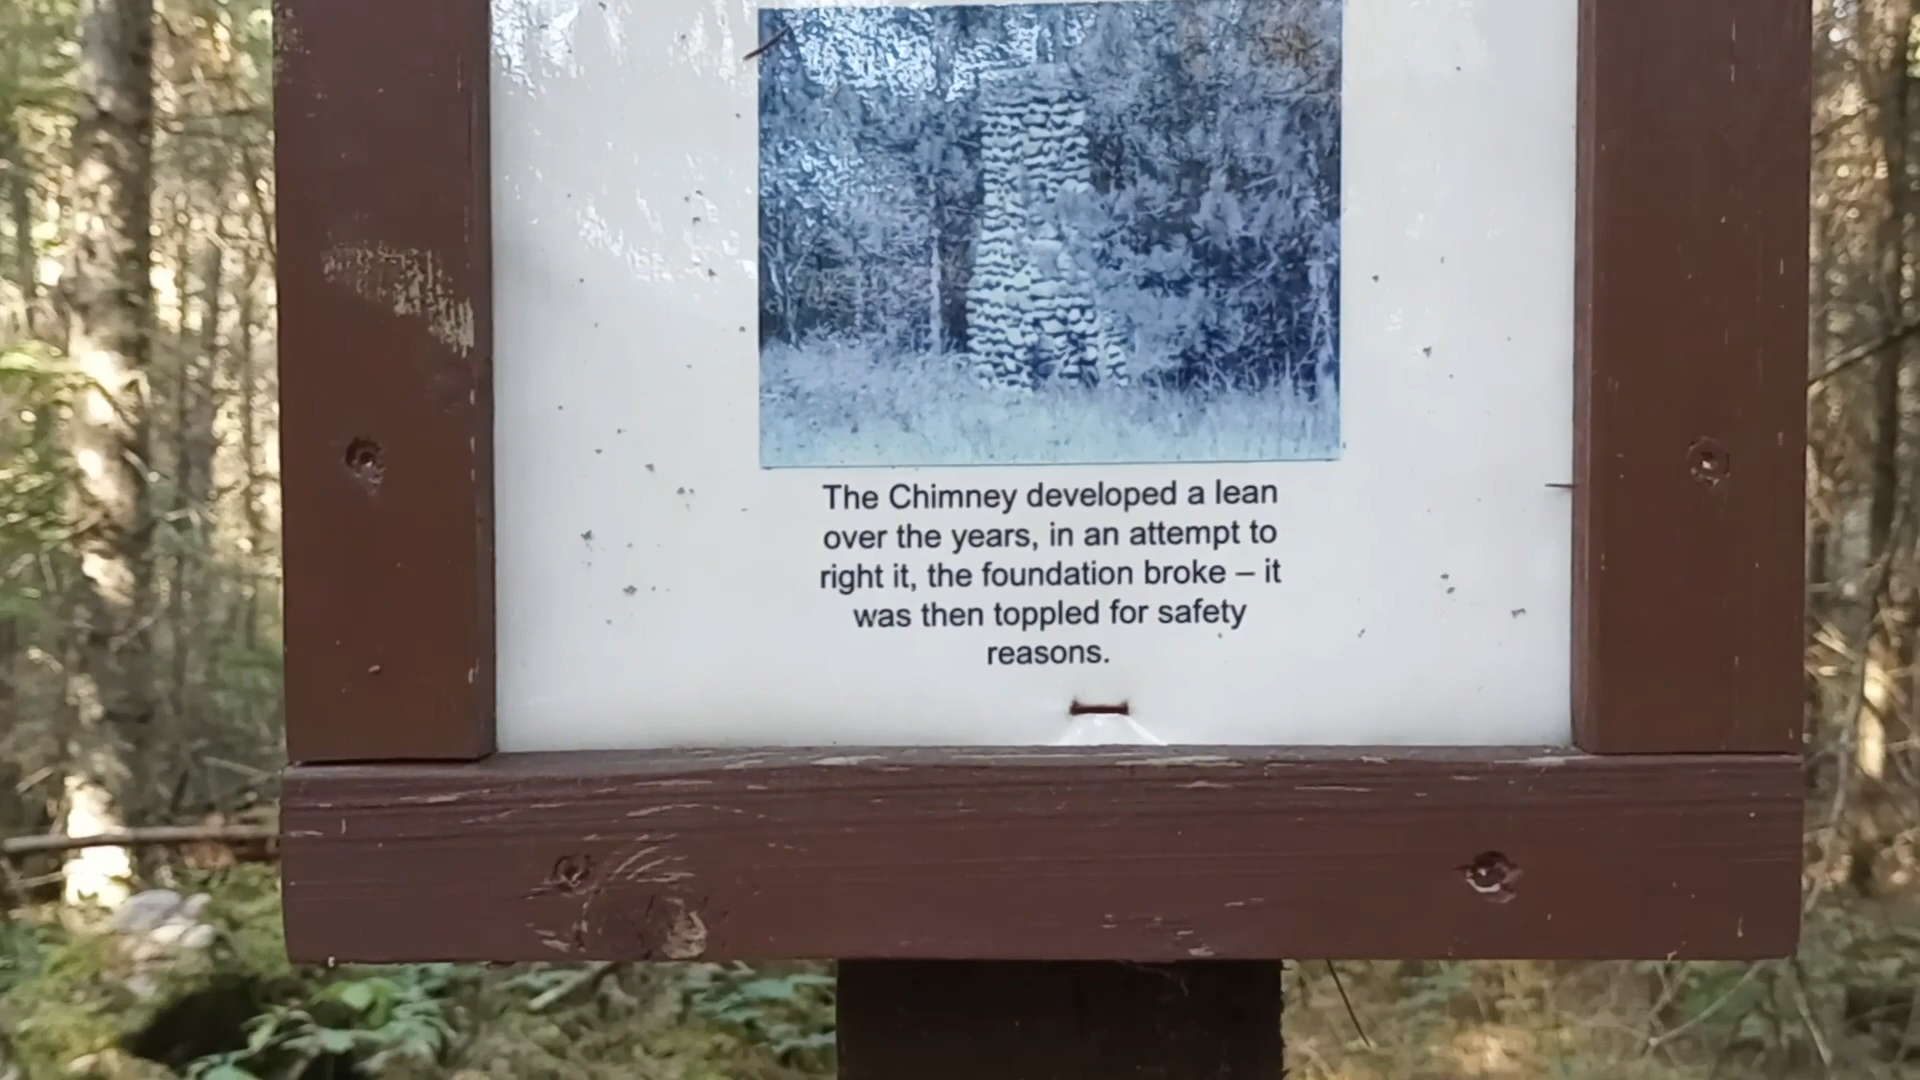 The Chimney developed a lean
over the years, in an attempt to
right it, the foundation broke – it
was then toppled for safety
reasons.